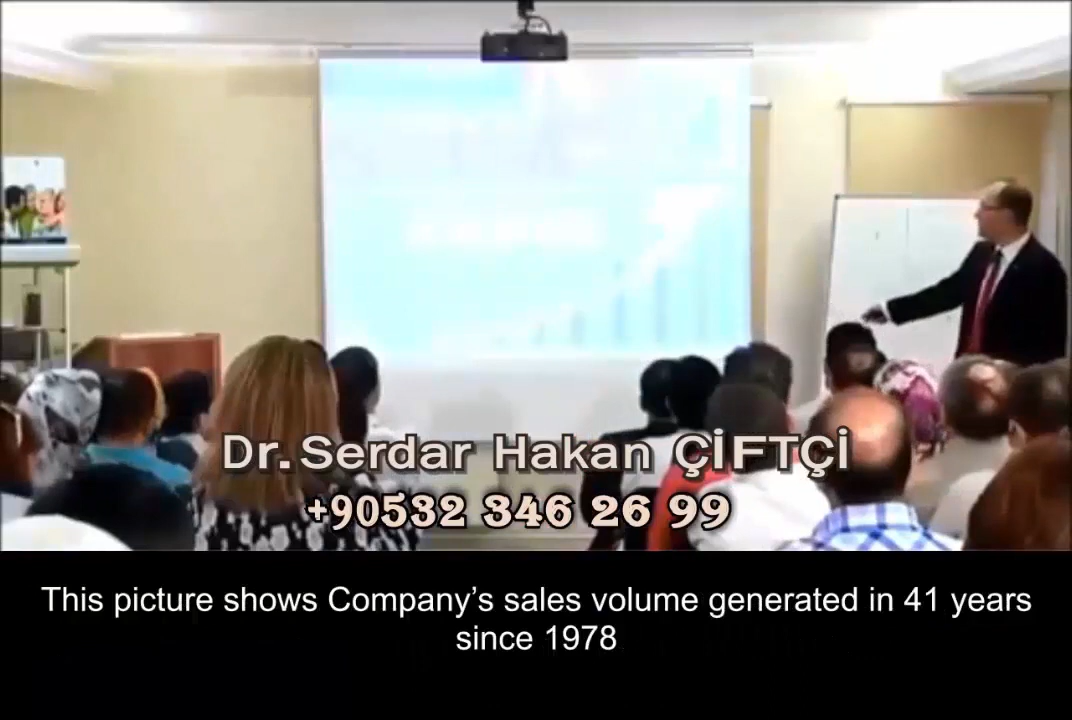 Dr. Serdar Hakan ÇİFTÇİ
+90532 346 26 99
This picture shows Company’s sales volume generated in 41 years
since 1978